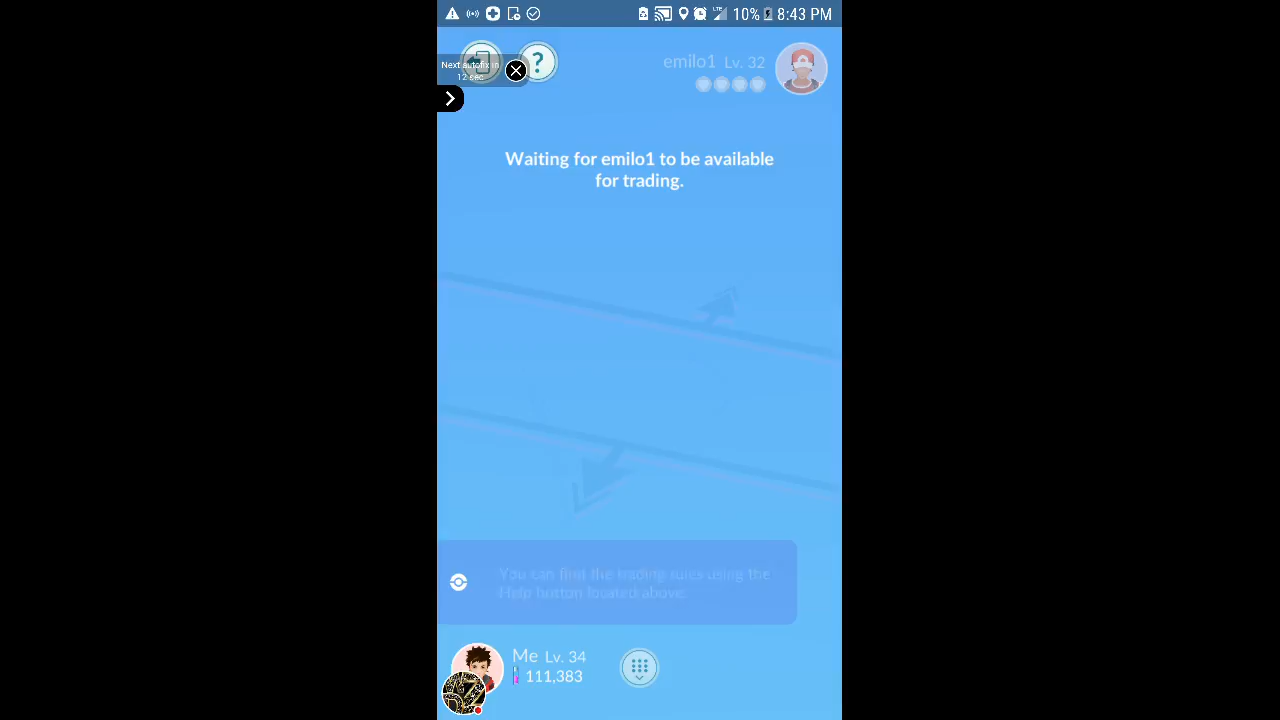 LTE 10% 8:43 PM
Next autofix in
12 sec
?
emilo1 Lv. 32
Waiting for emilo1 to be available
for trading.
You can find the trading rules using the
Help button located above.
Me Lv. 34
111,383